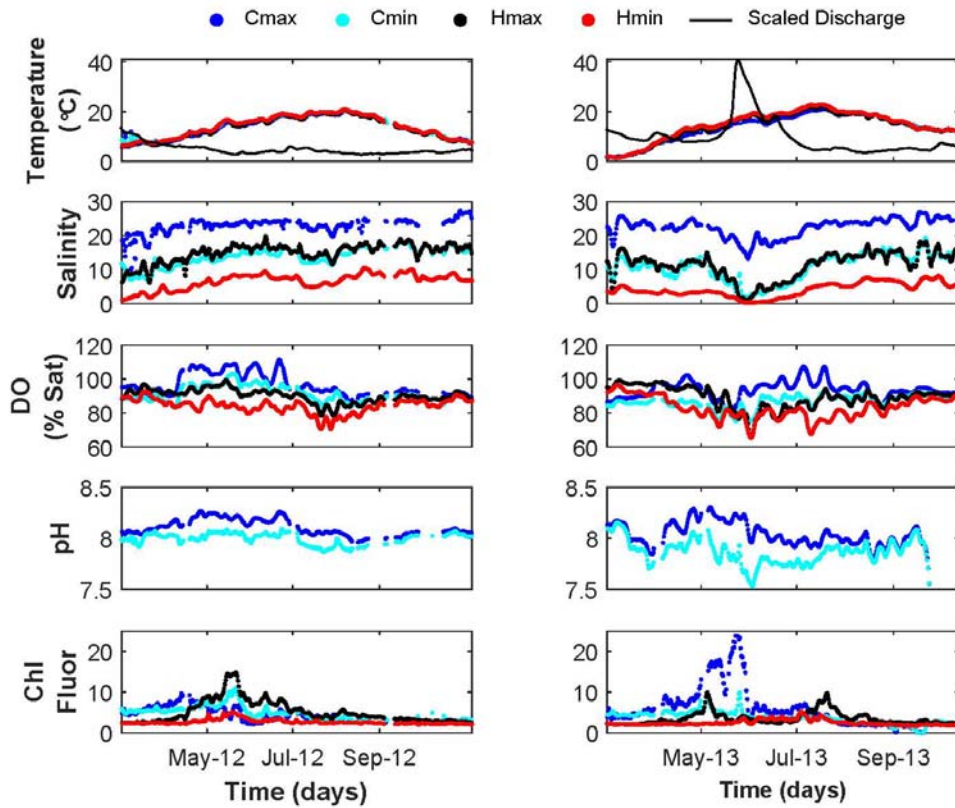 Cmax Cmin Hmax Hmin Scaled Discharge
Temperature
(°C)
40
20
0
40
20
0
Salinity
30
20
10
0
30
20
10
0
DO
(% Sat)
120
100
80
60
120
100
80
60
pH
8.5
8
7.5
8.5
8
7.5
Chl
Fluor
20
10
0
20
10
0
May-12 Jul-12 Sep-12
May-13 Jul-13 Sep-13
Time (days)
Time (days)